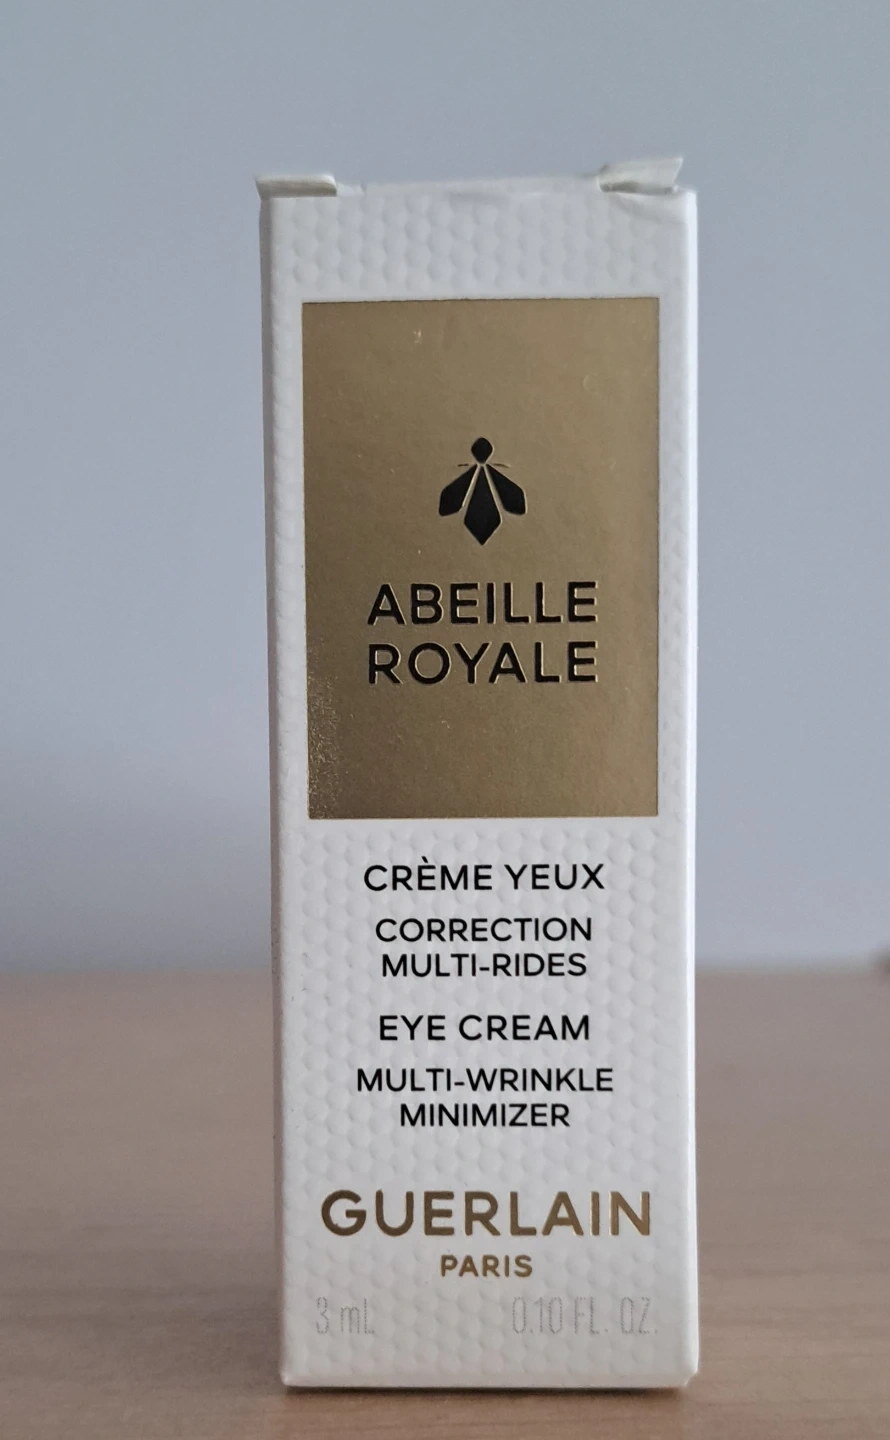 ABEILLE
ROYALE
CRÈME YEUX
CORRECTION
MULTI-RIDES
EYE CREAM
MULTI-WRINKLE
MINIMIZER
GUERLAIN
PARIS
3 mL 0.10 FL. OZ.